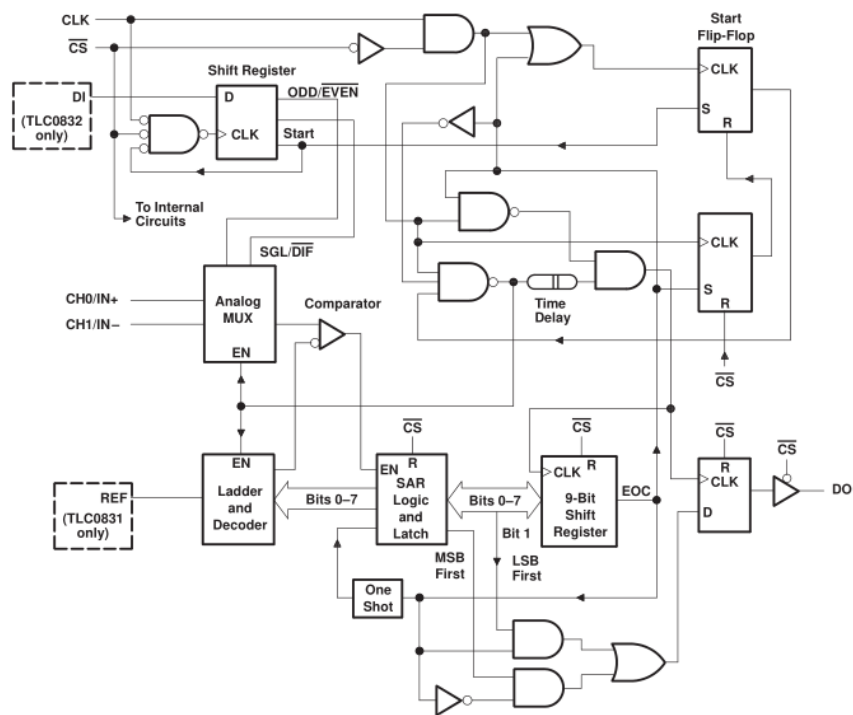 CLK
CS
Start
Flip-Flop
Shift Register
ODD/EVEN
CLK
DI
D
S
(TLC0832
only)
CLK
R
Start
To Internal
Circuits
CLK
SGL/DIF
CH0/IN+
Analog
MUX
Comparator
Time
Delay
S
CH1/IN−
R
EN
CS
CS
CS
CS
CS
EN
EN
R
CLK
R
R
CLK
REF
Ladder
and
Decoder
Bits 0–7
SAR
Logic
and
Latch
Bits 0–7
9-Bit
Shift
Register
EOC
DO
(TLC0831
only)
D
Bit 1
MSB
First
LSB
First
One
Shot